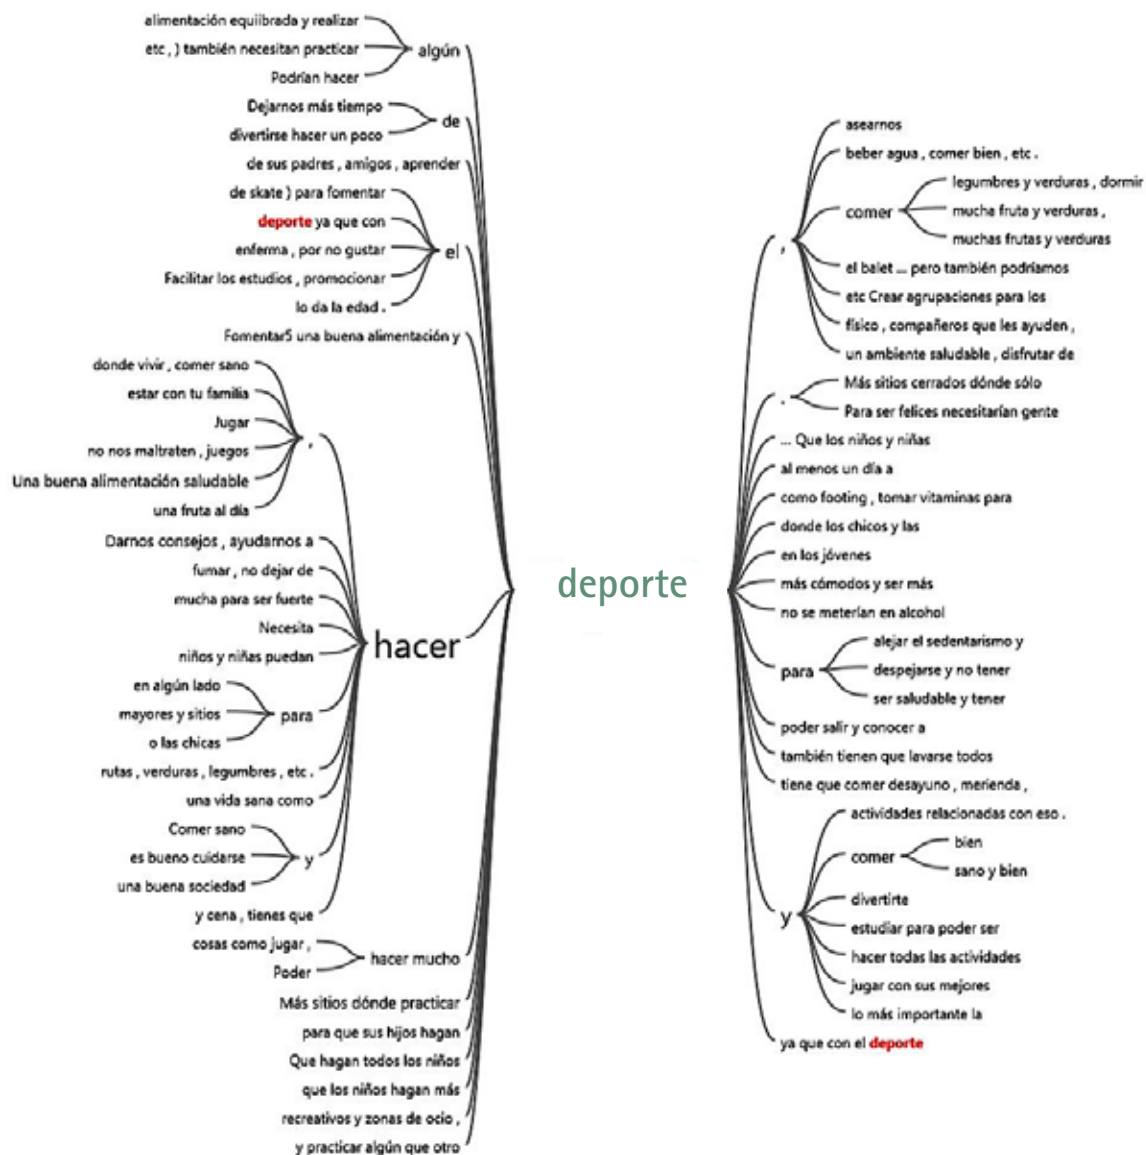 alimentación equiibrada y realizar
etc , ) también necesitan practicar
Podrían hacer
algún
Dejarnos más tiempo
divertirse hacer un poco
de
de sus padres , amigos , aprender
de skate ) para fomentar
deporte ya que con
enferma , por no gustar
Facilitar los estudios , promocionar
lo da la edad .
el
Fomentar5 una buena alimentación y
donde vivir , comer sano
estar con tu familia
Jugar
no nos maltraten , juegos
Una buena alimentación saludable
una fruta al día
,
Darnos consejos , ayudarnos a
fumar , no dejar de
mucha para ser fuerte
Necesita
niños y niñas puedan
en algún lado
mayores y sitios
o las chicas
para
rutas , verduras , legumbres , etc .
una vida sana como
Comer sano
es bueno cuidarse
una buena sociedad
y
y cena , tienes que
hacer
cosas como jugar ,
Poder
hacer mucho
Más sitios dónde practicar
para que sus hijos hagan
Que hagan todos los niños
que los niños hagan más
recreativos y zonas de ocio ,
y practicar algún que otro
deporte
,
asearnos
beber agua , comer bien , etc .
comer
legumbres y verduras , dormir
mucha fruta y verduras ,
muchas frutas y verduras
el balet ... pero también podríamos
etc Crear agrupaciones para los
físico , compañeros que les ayuden ,
un ambiente saludable , disfrutar de
.
Más sitios cerrados dónde sólo
Para ser felices necesitarían gente
... Que los niños y niñas
al menos un día a
como footing , tomar vitaminas para
donde los chicos y las
en los jóvenes
más cómodos y ser más
no se meterían en alcohol
para
alejar el sedentarismo y
despejarse y no tener
ser saludable y tener
poder salir y conocer a
también tienen que lavarse todos
tiene que comer desayuno , merienda ,
y
actividades relacionadas con eso .
comer
bien
sano y bien
divertirte
estudiar para poder ser
hacer todas las actividades
jugar con sus mejores
lo más importante la
ya que con el deporte